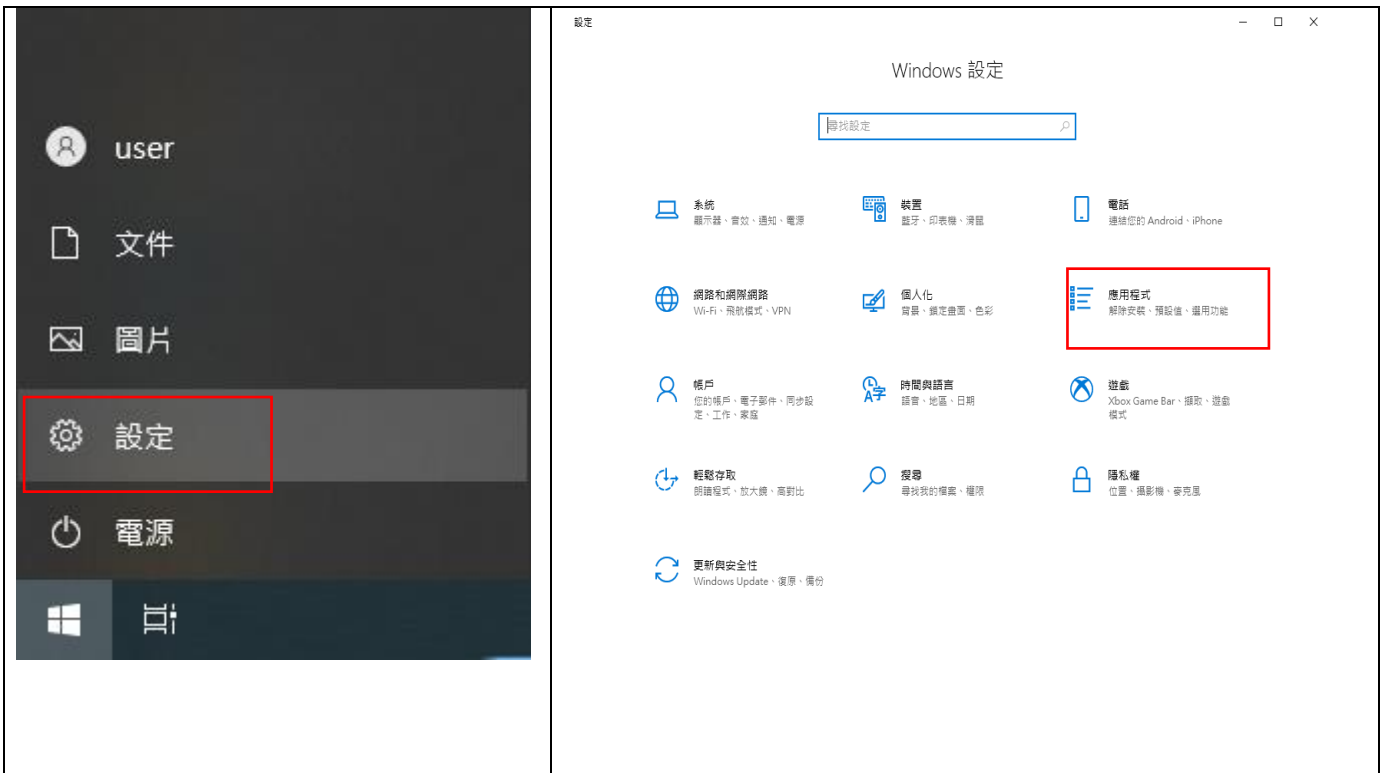 user
文件
圖片
設定
電源
設定
Windows 設定
尋找設定
系統
顯示器、音效、通知、電源
裝置
藍牙、印表機、滑鼠
電話
連結您的 Android、iPhone
網路和網際網路
Wi-Fi、飛航模式、VPN
個人化
背景、鎖定畫面、色彩
應用程式
解除安裝、預設值、選用功能
帳戶
您的帳戶、電子郵件、同步設
定、工作、家庭
時間與語言
語音、地區、日期
遊戲
Xbox Game Bar、擷取、遊戲
模式
輕鬆存取
朗讀程式、放大鏡、高對比
搜尋
尋找我的檔案、權限
隱私權
位置、攝影機、麥克風
更新與安全性
Windows Update、復原、備份